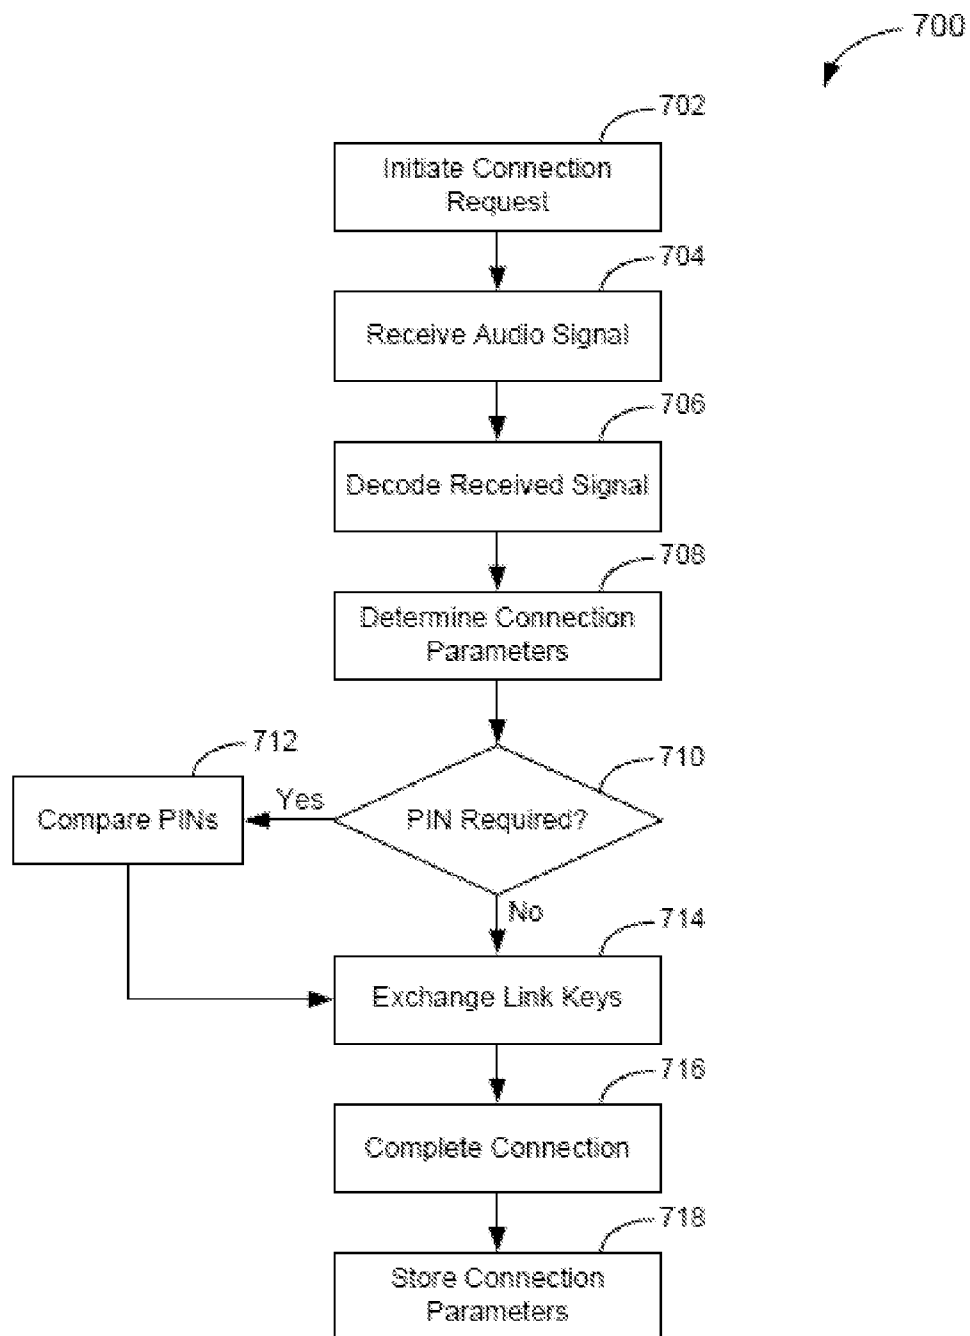 700
702
Initiate Connection
Request
704
Receive Audio Signal
706
Decode Received Signal
708
Determine Connection
Parameters
712
710
Compare PINs
Yes
PIN Required?
No
714
Exchange Link Keys
716
Complete Connection
718
Store Connection
Parameters